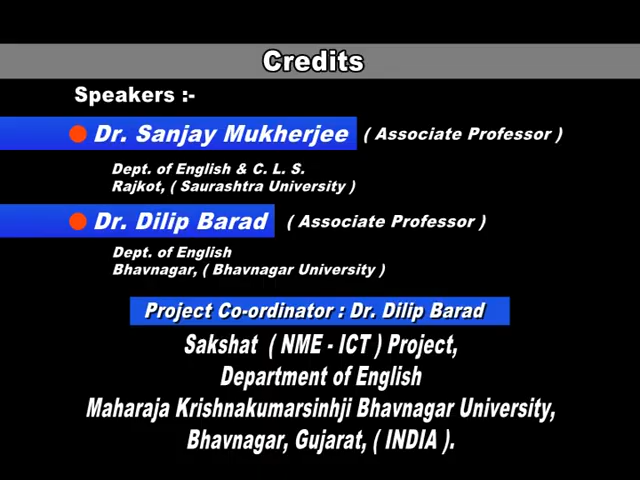 Credits
Speakers :-
Dr. Sanjay Mukherjee ( Associate Professor )
Dept. of English & C. L. S.
Rajkot, ( Saurashtra University )
Dr. Dilip Barad ( Associate Professor )
Dept. of English
Bhavnagar, ( Bhavnagar University )
Project Co-ordinator : Dr. Dilip Barad
Sakshat ( NME - ICT ) Project,
Department of English
Maharaja Krishnakumarsinhji Bhavnagar University,
Bhavnagar, Gujarat, ( INDIA ).